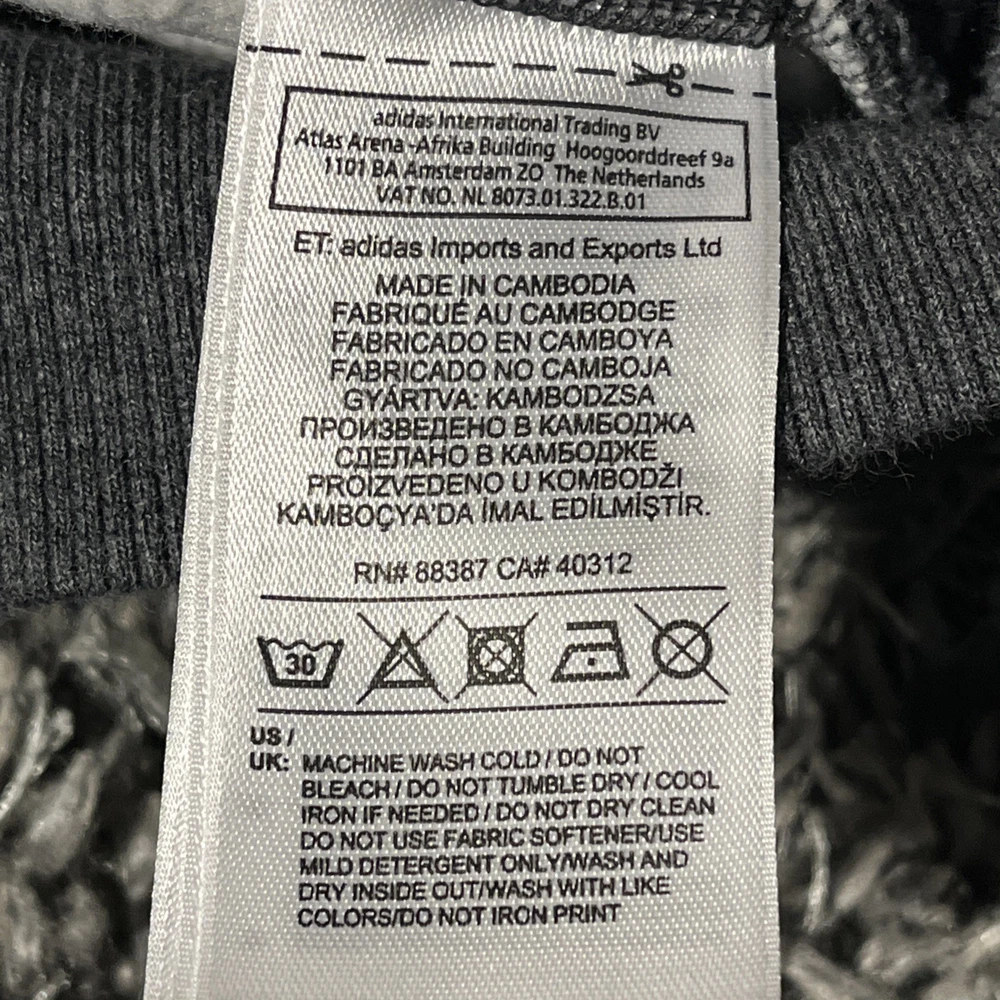 adidas International Trading BV
Atlas Arena -Afrika Building Hoogoorddreef 9a
1101 BA Amsterdam ZO The Netherlands
VAT NO. NL 8073.01.322.B.01
ET: adidas Imports and Exports Ltd
MADE IN CAMBODIA
FABRIQUÉ AU CAMBODGE
FABRICADO EN CAMBOYA
FABRICADO NO CAMBOJA
GYÁRTVA: KAMBODZSA
ПРОИЗВЕДЕНО В КАМБОДЖА
СДЕЛАНО В КАМБОДЖЕ
PROIZVEDENO U KOMBODŽI
KAMBOÇYA'DA İMAL EDİLMİŞTİR.
RN# 88387 CA# 40312
30
US /
UK: MACHINE WASH COLD / DO NOT
BLEACH / DO NOT TUMBLE DRY / COOL
IRON IF NEEDED / DO NOT DRY CLEAN
DO NOT USE FABRIC SOFTENER/USE
MILD DETERGENT ONLY/WASH AND
DRY INSIDE OUT/WASH WITH LIKE
COLORS/DO NOT IRON PRINT